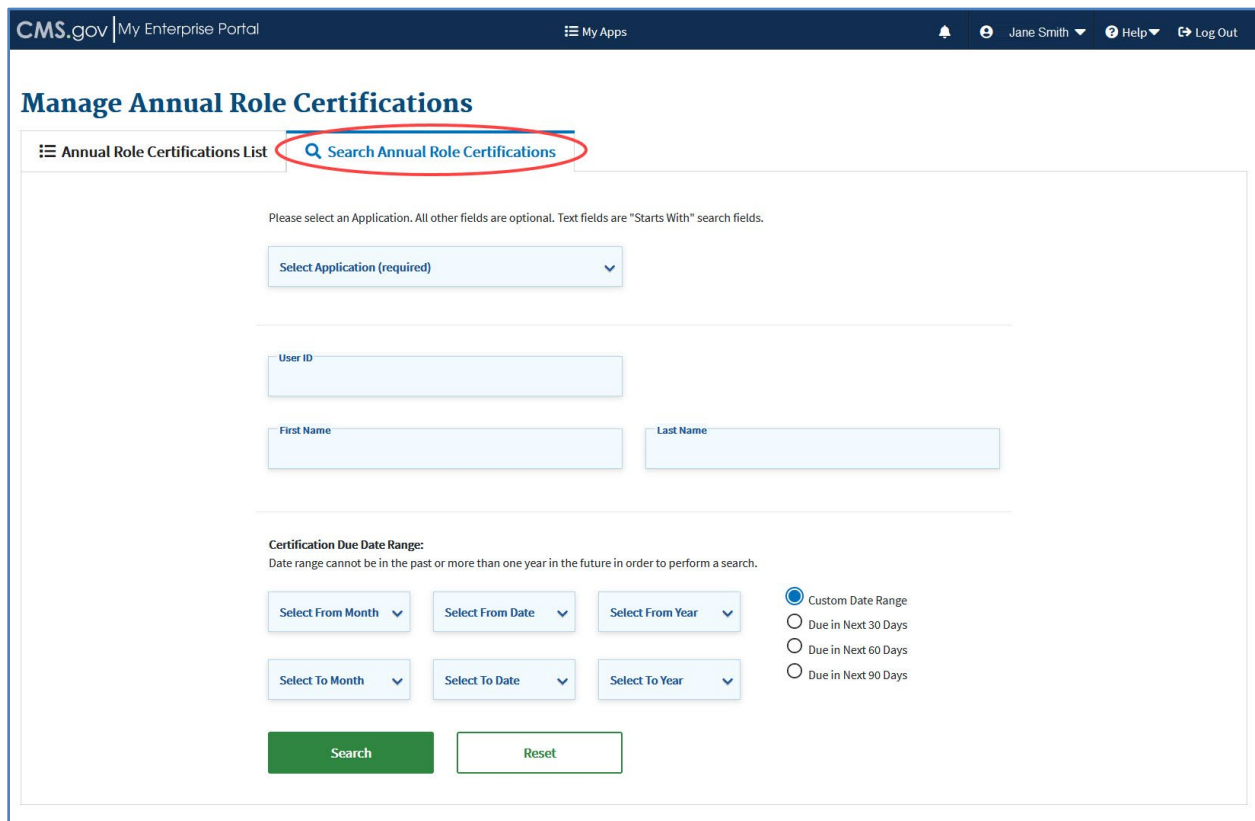 CMS.gov My Enterprise Portal
My Apps
Jane Smith
Help
Log Out
Manage Annual Role Certifications
Annual Role Certifications List
Search Annual Role Certifications
Please select an Application. All other fields are optional. Text fields are "Starts With" search fields.
Select Application (required)
User ID
First Name
Last Name
Certification Due Date Range:
Date range cannot be in the past or more than one year in the future in order to perform a search.
Select From Month
Select From Date
Select From Year
Select To Month
Select To Date
Select To Year
Custom Date Range
Due in Next 30 Days
Due in Next 60 Days
Due in Next 90 Days
Search
Reset